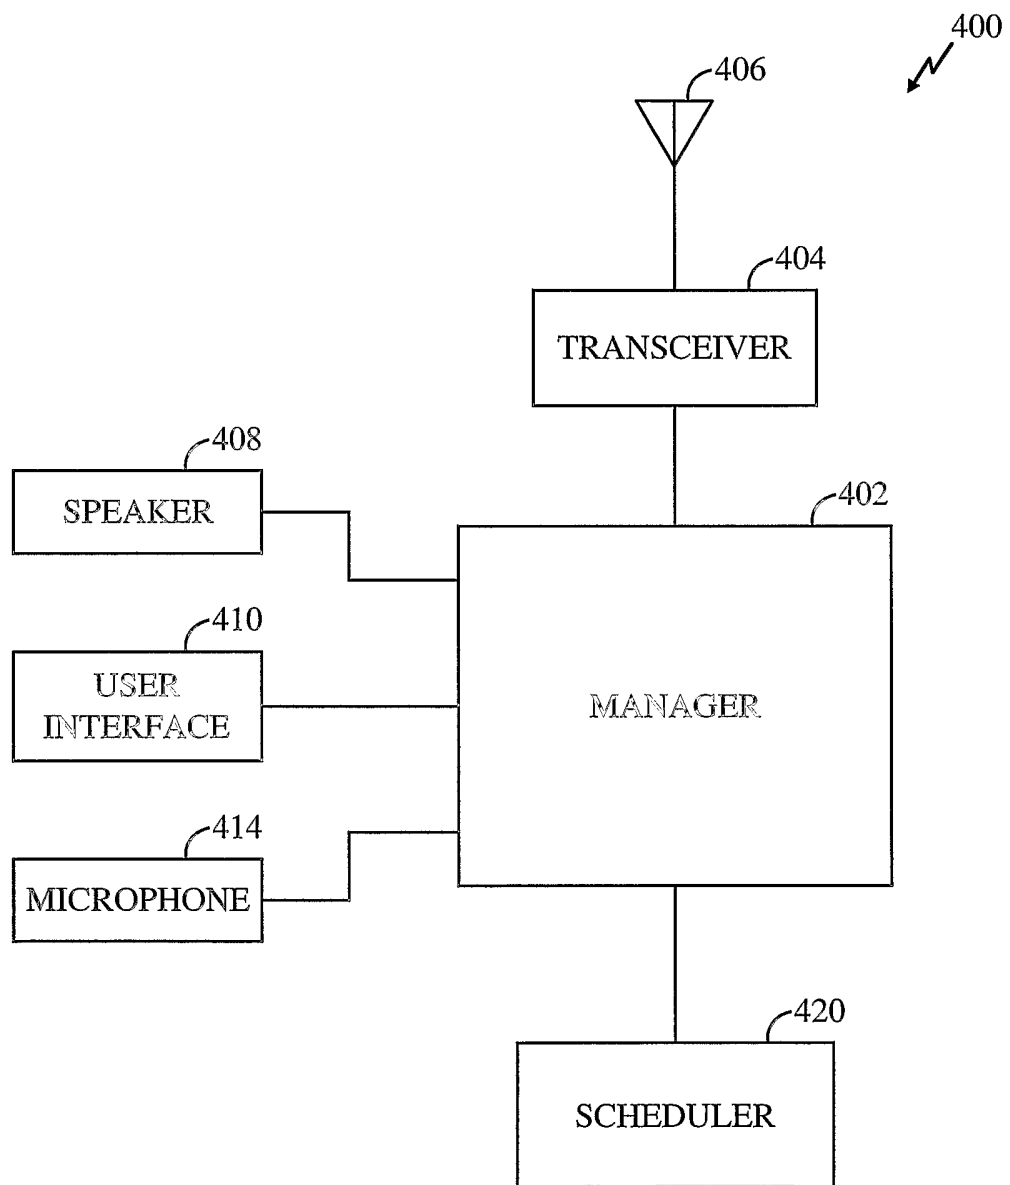 400
406
404
TRANSCEIVER
408
SPEAKER
402
410
USER
INTERFACE
MANAGER
414
MICROPHONE
420
SCHEDULER